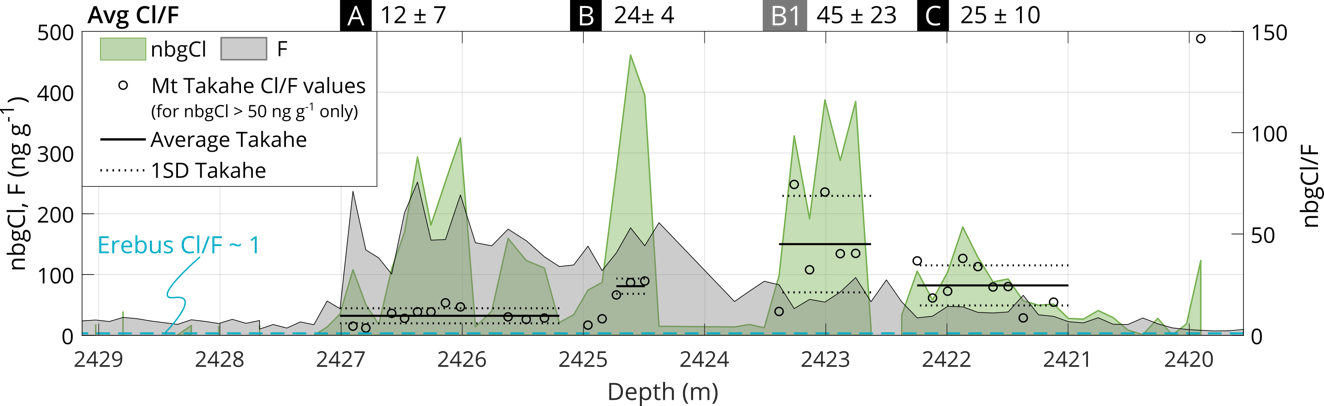 Avg Cl/F A 12 ± 7 B 24± 4 B1 45 ± 23 C 25 ± 10
nbgCl F
Mt Takahe Cl/F values
(for nbgCl > 50 ng g⁻¹ only)
Average Takahe
1SD Takahe
Erebus Cl/F ~ 1
500
400
300
200
100
0
nbgCl, F (ng g⁻¹)
150
100
50
0
nbgCl/F
2429 2428 2427 2426 2425 2424 2423 2422 2421 2420
Depth (m)